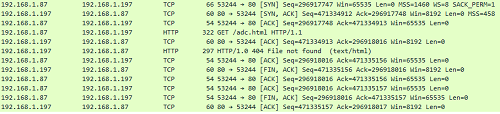 192.168.1.87 192.168.1.197 TCP 66 53244 → 80 [SYN] Seq=296917747 Win=65535 Len=0 MSS=1460 WS=8 SACK_PERM=1
192.168.1.197 192.168.1.87 TCP 60 80 → 53244 [SYN, ACK] Seq=471334912 Ack=296917748 Win=8192 Len=0 MSS=458
192.168.1.87 192.168.1.197 TCP 54 53244 → 80 [ACK] Seq=296917748 Ack=471334913 Win=65535 Len=0
192.168.1.87 192.168.1.197 HTTP 322 GET /adc.html HTTP/1.1
192.168.1.197 192.168.1.87 TCP 60 80 → 53244 [ACK] Seq=471334913 Ack=296918016 Win=8192 Len=0
192.168.1.197 192.168.1.87 HTTP 297 HTTP/1.0 404 File not found (text/html)
192.168.1.87 192.168.1.197 TCP 54 53244 → 80 [ACK] Seq=296918016 Ack=471335156 Win=65535 Len=0
192.168.1.197 192.168.1.87 TCP 60 80 → 53244 [FIN, ACK] Seq=471335156 Ack=296918016 Win=8192 Len=0
192.168.1.87 192.168.1.197 TCP 54 53244 → 80 [ACK] Seq=296918016 Ack=471335157 Win=65535 Len=0
192.168.1.87 192.168.1.197 TCP 54 53244 → 80 [FIN, ACK] Seq=296918016 Ack=471335157 Win=65535 Len=0
192.168.1.197 192.168.1.87 TCP 60 80 → 53244 [ACK] Seq=471335157 Ack=296918017 Win=8192 Len=0